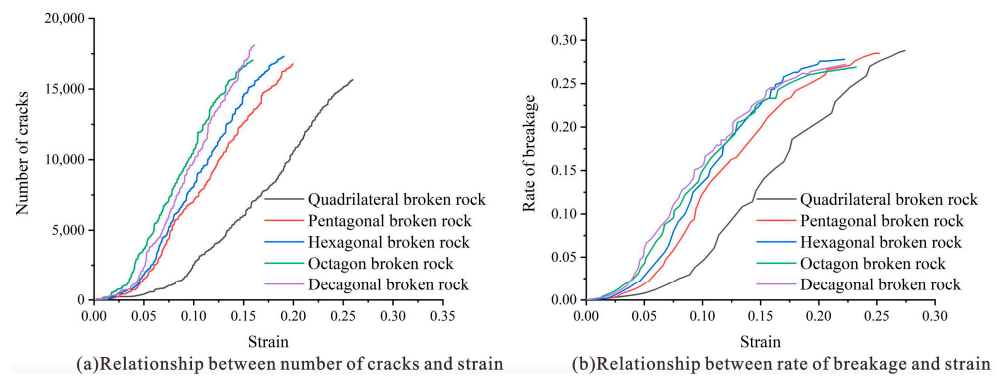 20,000
15,000
10,000
5,000
0
0.00 0.05 0.10 0.15 0.20 0.25 0.30 0.35
Number of cracks
Strain
Quadrilateral broken rock
Pentagonal broken rock
Hexagonal broken rock
Octagon broken rock
Decagonal broken rock
(a)Relationship between number of cracks and strain
0.30
0.25
0.20
0.15
0.10
0.05
0.00
0.00 0.05 0.10 0.15 0.20 0.25 0.30
Rate of breakage
Strain
Quadrilateral broken rock
Pentagonal broken rock
Hexagonal broken rock
Octagon broken rock
Decagonal broken rock
(b)Relationship between rate of breakage and strain